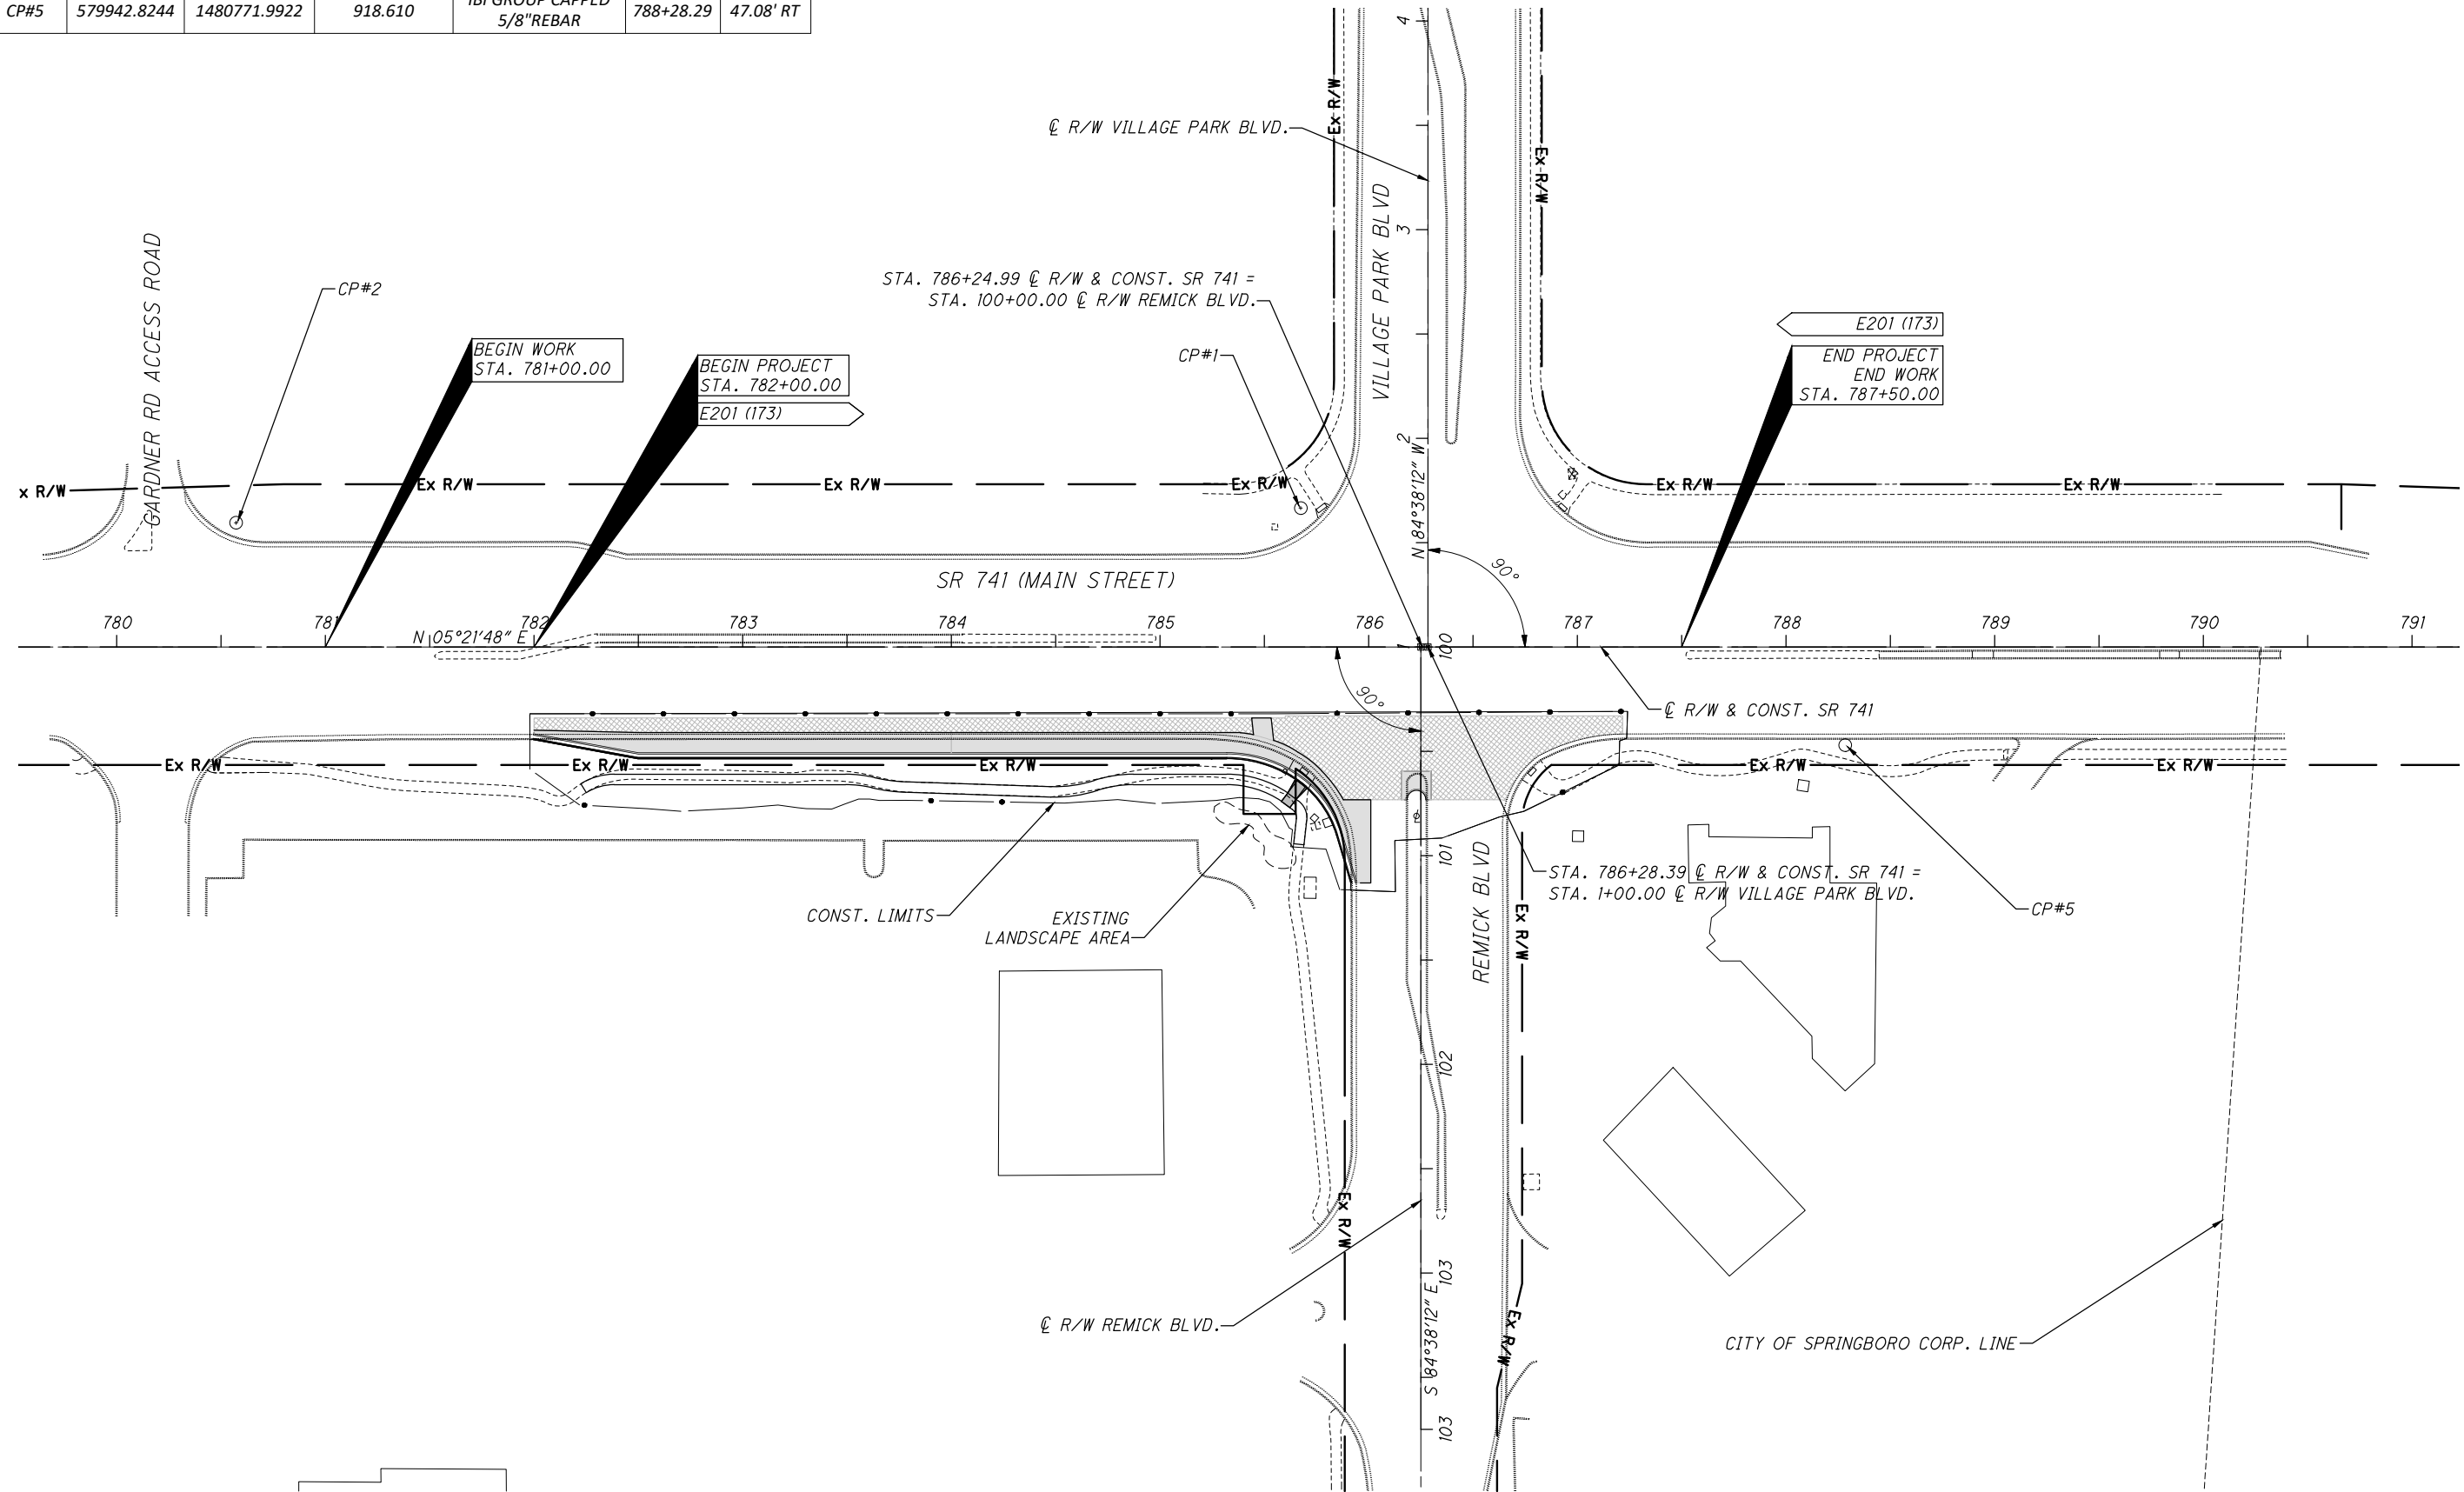 CP#5 579942.8244 1480771.9922 918.610 IBI GROUP CAPPED 788+28.29 47.08' RT
5/8"REBAR
4
℄ R/W VILLAGE PARK BLVD.
Ex R/W
Ex R/W
VILLAGE PARK BLVD
3
2
N 84°38'12" W
GARDNER RD ACCESS ROAD
CP#2
STA. 786+24.99 ℄ R/W & CONST. SR 741 =
STA. 100+00.00 ℄ R/W REMICK BLVD.
CP#1
BEGIN WORK
STA. 781+00.00
BEGIN PROJECT
STA. 782+00.00
E201 (173)
E201 (173)
END PROJECT
END WORK
STA. 787+50.00
x R/W
Ex R/W
Ex R/W
Ex R/W
Ex R/W
Ex R/W
90°
SR 741 (MAIN STREET)
780 781 782 783 784 785 786 787 788 789 790 791
N 05°21'48" E
100
90°
℄ R/W & CONST. SR 741
Ex R/W
Ex R/W
Ex R/W
Ex R/W
Ex R/W
101
REMICK BLVD
STA. 786+28.39 ℄ R/W & CONST. SR 741 =
STA. 1+00.00 ℄ R/W VILLAGE PARK BLVD.
CP#5
CONST. LIMITS
EXISTING
LANDSCAPE AREA
Ex R/W
102
Ex R/W
103
S 84°38'12" E
Ex R/W
℄ R/W REMICK BLVD.
CITY OF SPRINGBORO CORP. LINE
103